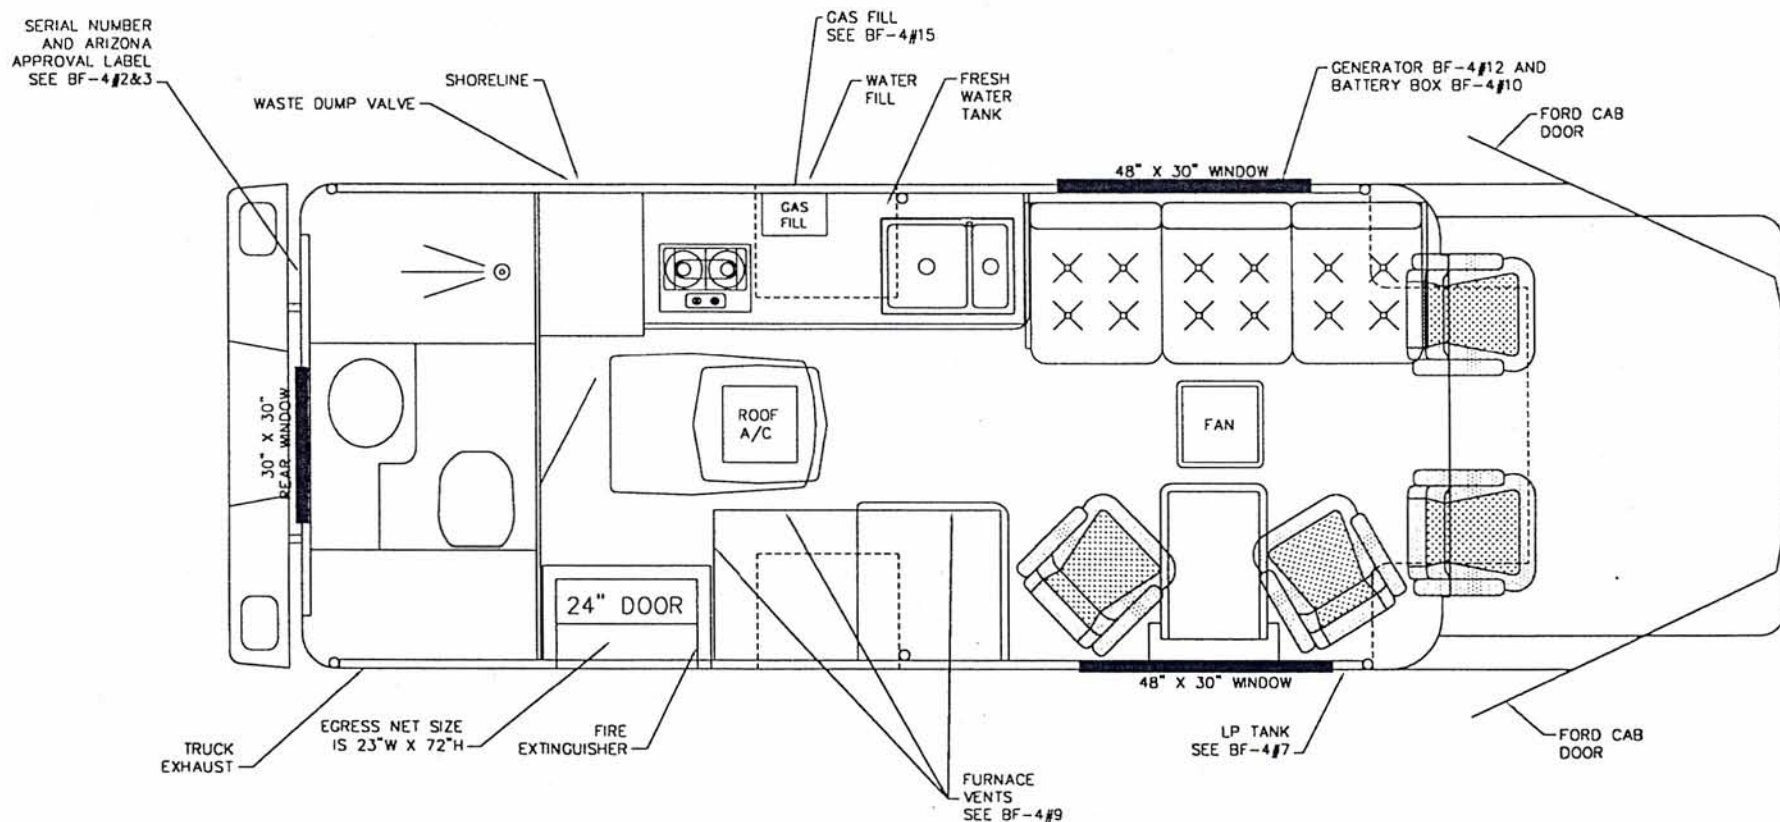 SERIAL NUMBER
AND ARIZONA
APPROVAL LABEL
SEE BF-4#2&3
WASTE DUMP VALVE
SHORELINE
GAS FILL
SEE BF-4#15
WATER
FILL
FRESH
WATER
TANK
GENERATOR BF-4#12 AND
BATTERY BOX BF-4#10
FORD CAB
DOOR
48" X 30" WINDOW
GAS
FILL
30" X 30"
REAR WINDOW
ROOF
A/C
FAN
24" DOOR
48" X 30" WINDOW
TRUCK
EXHAUST
EGRESS NET SIZE
IS 23"W X 72"H
FIRE
EXTINGUISHER
FURNACE
VENTS
SEE BF-4#9
LP TANK
SEE BF-4#7
FORD CAB
DOOR